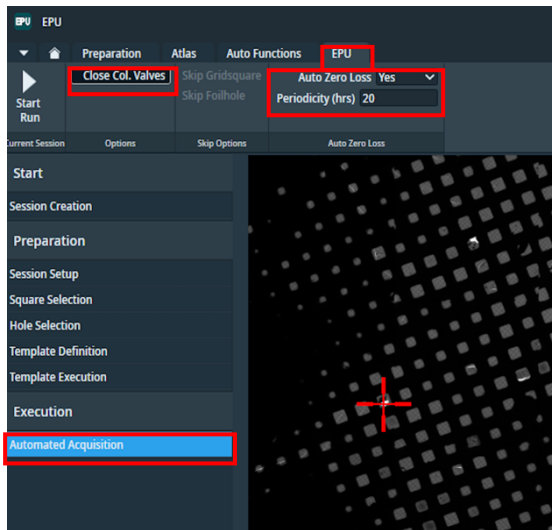 EPU EPU
Preparation Atlas Auto Functions EPU
Start
Run
Close Col. Valves
Skip Gridsquare
Skip Foilhole
Auto Zero Loss Yes
Periodicity (hrs) 20
Current Session Options Skip Options Auto Zero Loss
Start
Session Creation
Preparation
Session Setup
Square Selection
Hole Selection
Template Definition
Template Execution
Execution
Automated Acquisition